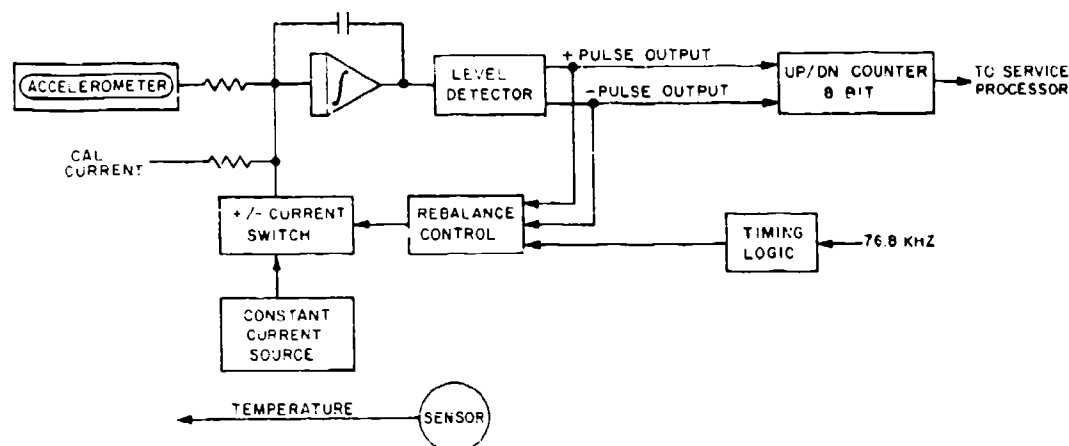 ACCELEROMETER
∫
LEVEL
DETECTOR
+ PULSE OUTPUT
- PULSE OUTPUT
UP/DN COUNTER
8 BIT
TO SERVICE
PROCESSOR
CAL
CURRENT
+/- CURRENT
SWITCH
REBALANCE
CONTROL
TIMING
LOGIC
76.8 KHZ
CONSTANT
CURRENT
SOURCE
TEMPERATURE
SENSOR